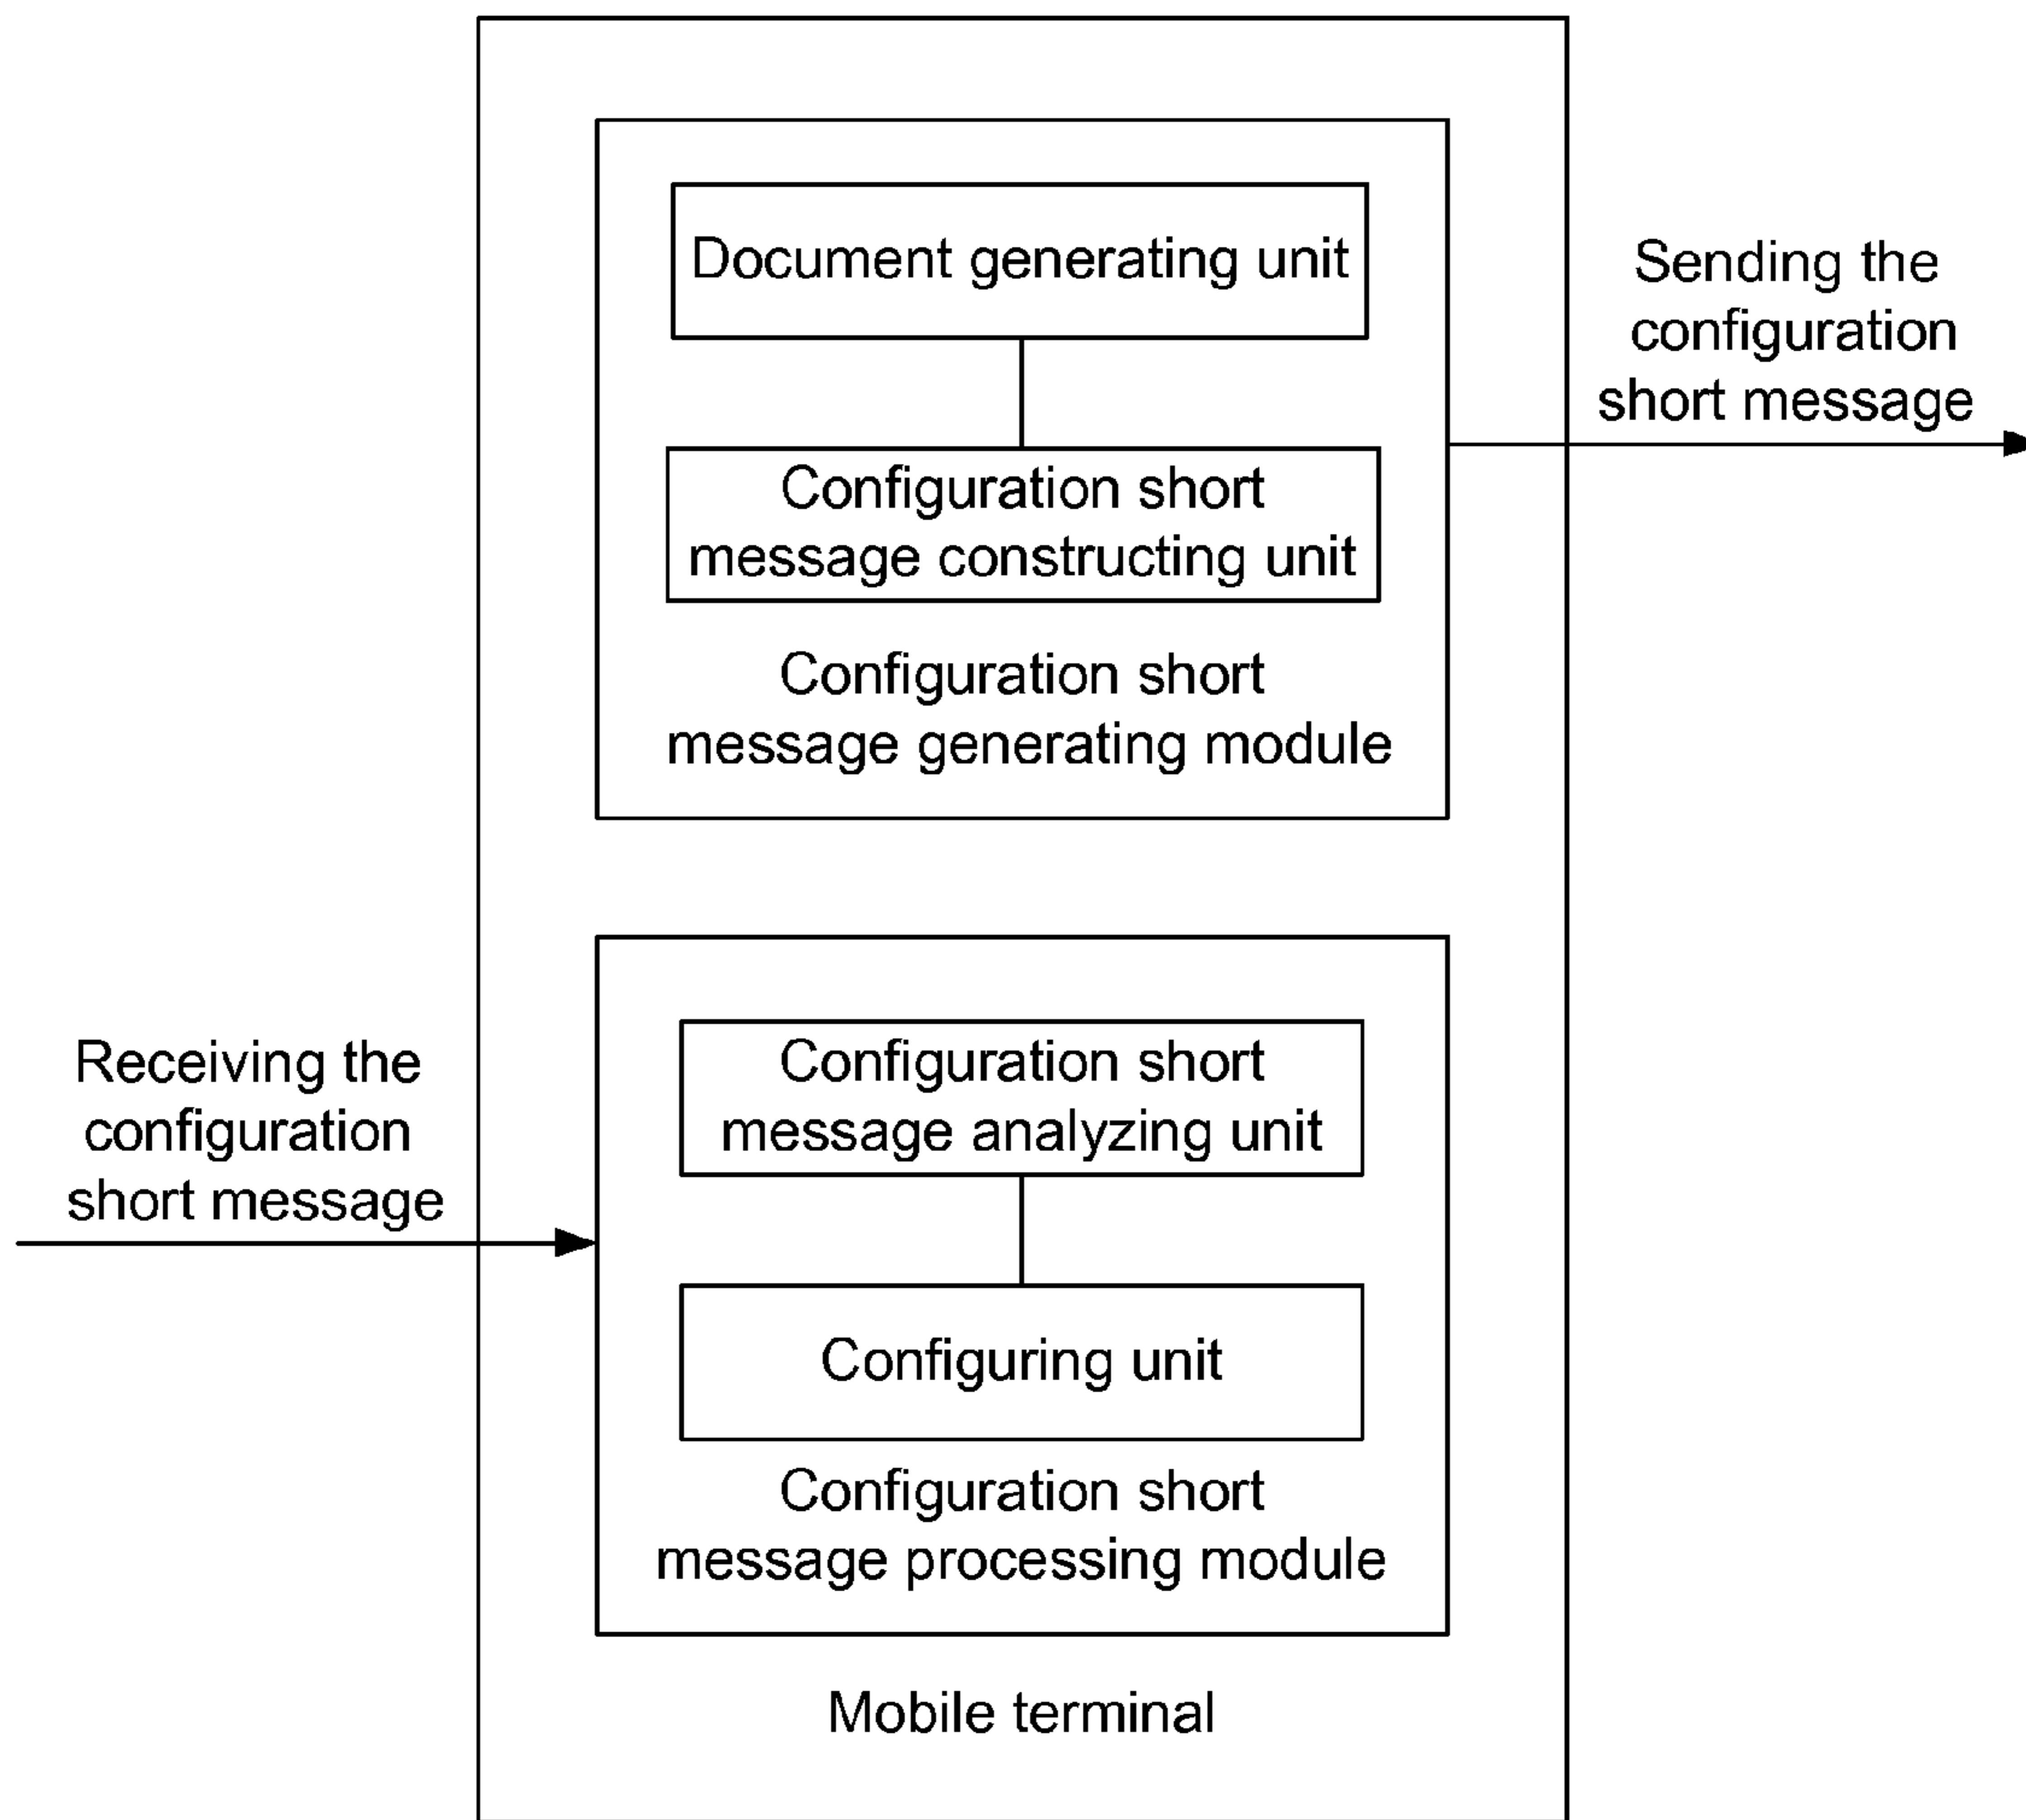 Document generating unit
Sending the
configuration
short message
Configuration short
message constructing unit
Configuration short
message generating module
Receiving the
configuration
short message
Configuration short
message analyzing unit
Configuring unit
Configuration short
message processing module
Mobile terminal